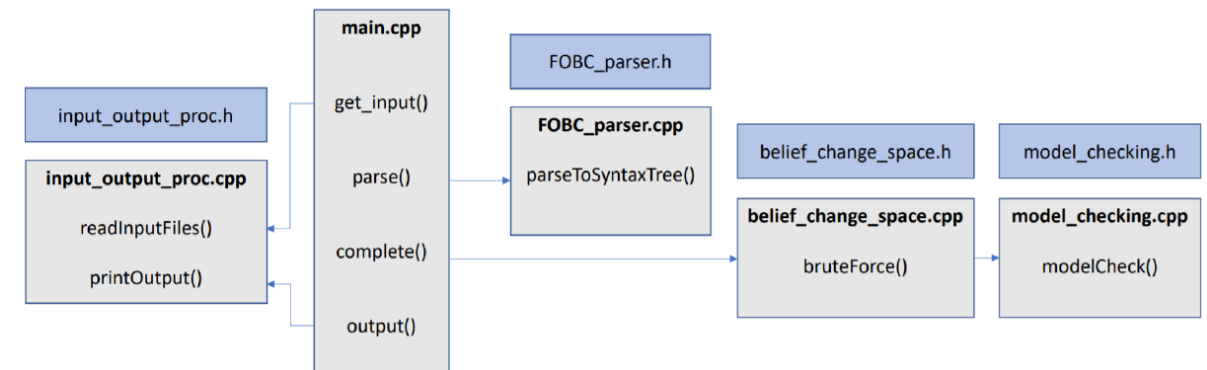 main.cpp
get_input()
parse()
complete()
output()
input_output_proc.h
input_output_proc.cpp
readInputFiles()
printOutput()
FOBC_parser.h
FOBC_parser.cpp
parseToSyntaxTree()
belief_change_space.h
belief_change_space.cpp
bruteForce()
model_checking.h
model_checking.cpp
modelCheck()